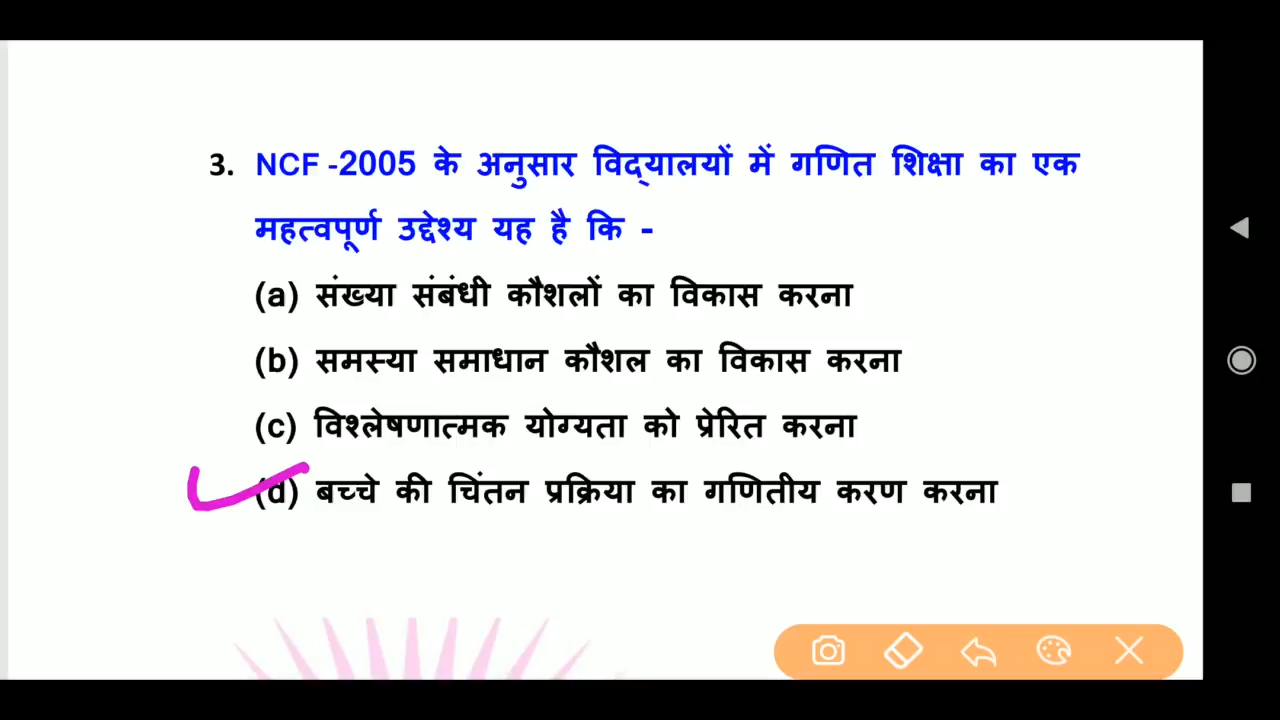 3. NCF -2005 के अनुसार विद्यालयों में गणित शिक्षा का एक
महत्वपूर्ण उद्देश्य यह है कि -
(a) संख्या संबंधी कौशलों का विकास करना
(b) समस्या समाधान कौशल का विकास करना
(c) विश्लेषणात्मक योग्यता को प्रेरित करना
(d) बच्चे की चिंतन प्रक्रिया का गणितीय करण करना